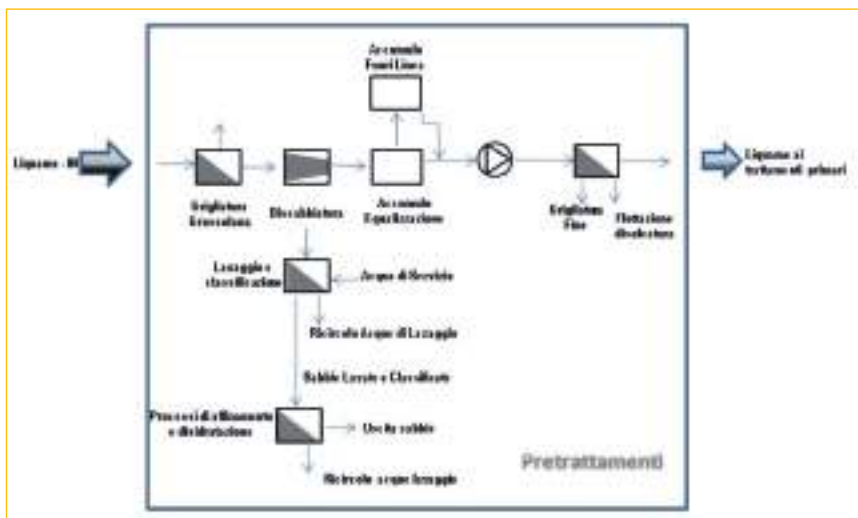 Accumulo
Fuori Linea
Liquame - IN
Liquame ai
trattamenti primari
Grigliatura
Grossolana
Dissabbiatura
Accumulo
Equalizzazione
Grigliatura
Fine
Flottazione
disoleatura
Lavaggio e
classificazione
Acqua di Servizio
Ricircolo Acque di Lavaggio
Sabbie Lavate e Classificate
Processi di affinamento
e disidratazione
Uscita sabbie
Ricircolo acque lavaggio
Pretrattamenti